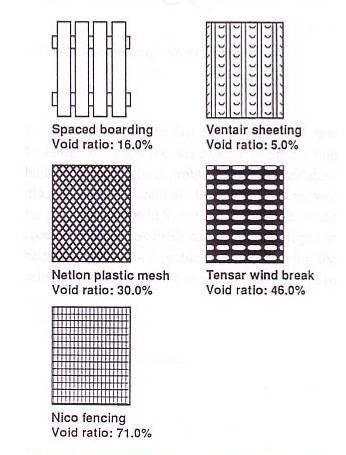 Spaced boarding
Void ratio: 16.0%
Ventair sheeting
Void ratio: 5.0%
Netlon plastic mesh
Void ratio: 30.0%
Tensar wind break
Void ratio: 46.0%
Nico fencing
Void ratio: 71.0%